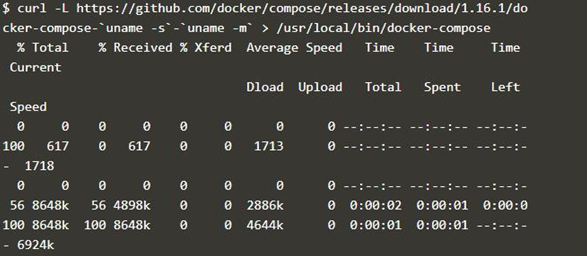 $ curl -L https://github.com/docker/compose/releases/download/1.16.1/do
cker-compose-`uname -s`-`uname -m` > /usr/local/bin/docker-compose
  % Total    % Received % Xferd  Average Speed   Time    Time     Time
 Current
                                 Dload  Upload   Total   Spent    Left
 Speed
  0     0    0     0    0     0      0      0 --:--:-- --:--:-- --:--:-
100   617    0   617    0     0   1713      0 --:--:-- --:--:-- --:--:-
-  1718
  0     0    0     0    0     0      0      0 --:--:-- --:--:-- --:--:-
 56 8648k   56 4898k    0     0  2886k      0  0:00:02  0:00:01  0:00:0
100 8648k  100 8648k    0     0  4644k      0  0:00:01  0:00:01 --:--:-
- 6924k